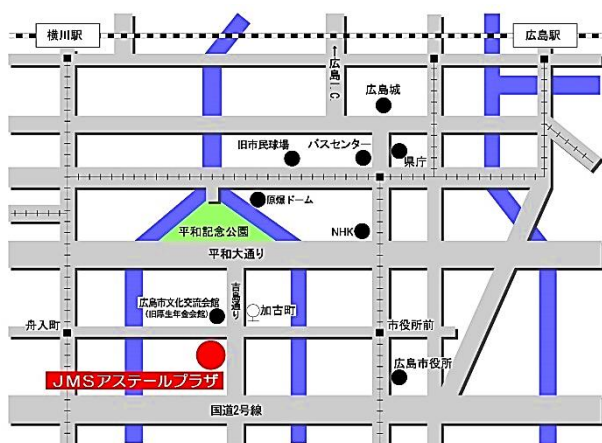 横川駅
広島駅
←広島I.C
広島城
旧市民球場
バスセンター
県庁
原爆ドーム
平和記念公園
NHK
平和大通り
吉島通り
広島市文化交流会館
(旧厚生年金会館)
加古町
舟入町
市役所前
JMSアステールプラザ
広島市役所
国道2号線